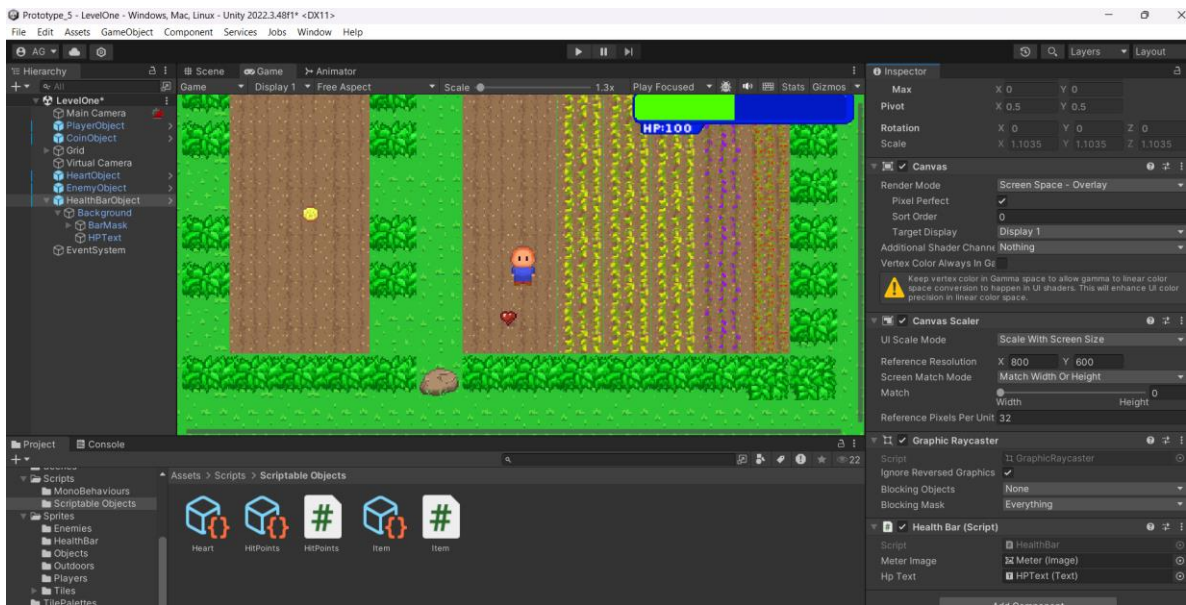 Prototype_5 - LevelOne - Windows, Mac, Linux - Unity 2022.3.48f1* <DX11>
File Edit Assets GameObject Component Services Jobs Window Help
AG
Layers
Layout
Hierarchy
All
LevelOne*
Main Camera
PlayerObject
CoinObject
Grid
Virtual Camera
HeartObject
EnemyObject
HealthBarObject
Background
BarMask
HPText
EventSystem
Scene Game Animator
Game Display 1 Free Aspect Scale 1.3x Play Focused Stats Gizmos
HP:100
Inspector
Max X 0 Y 0
Pivot X 0.5 Y 0.5
Rotation X 0 Y 0 Z 0
Scale X 1.1035 Y 1.1035 Z 1.1035
Canvas
Render Mode Screen Space - Overlay
Pixel Perfect
Sort Order 0
Target Display Display 1
Additional Shader Channe Nothing
Vertex Color Always In Ga
Keep vertex color in Gamma space to allow gamma to linear color
space conversion to happen in UI shaders. This will enhance UI color
precision in linear color space.
Canvas Scaler
UI Scale Mode Scale With Screen Size
Reference Resolution X 800 Y 600
Screen Match Mode Match Width Or Height
Match 0
Width Height
Reference Pixels Per Unit 32
Graphic Raycaster
Script GraphicRaycaster
Ignore Reversed Graphics
Blocking Objects None
Blocking Mask Everything
Health Bar (Script)
Script HealthBar
Meter Image Meter (Image)
Hp Text HPText (Text)
Project Console
22
Scripts
MonoBehaviours
Scriptable Objects
Sprites
Enemies
HealthBar
Objects
Outdoors
Players
Tiles
TilePalettes
Assets > Scripts > Scriptable Objects
Heart HitPoints HitPoints Item Item